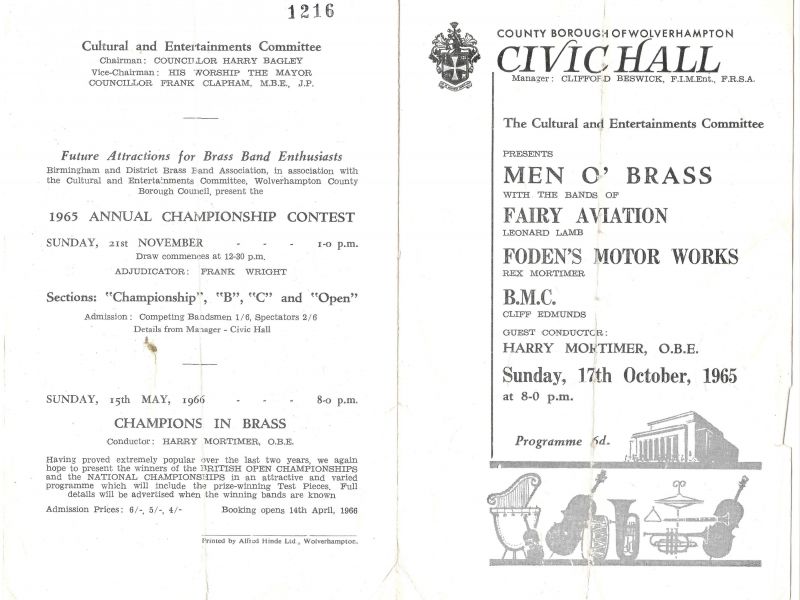 1216
Cultural and Entertainments Committee
Chairman: COUNCILLOR HARRY BAGLEY
Vice-Chairman: HIS WORSHIP THE MAYOR
COUNCILLOR FRANK CLAPHAM, M.B.E., J.P.
Future Attractions for Brass Band Enthusiasts
Birmingham and District Brass Band Association, in association with
the Cultural and Entertainments Committee, Wolverhampton County
Borough Council, present the
1965 ANNUAL CHAMPIONSHIP CONTEST
SUNDAY, 21st NOVEMBER - - - 1-0 p.m.
Draw commences at 12-30 p.m.
ADJUDICATOR: FRANK WRIGHT
Sections: "Championship", "B", "C" and "Open"
Admission: Competing Bandsmen 1/6, Spectators 2/6
Details from Manager - Civic Hall
SUNDAY, 15th MAY, 1966 - - - 8-0 p.m.
CHAMPIONS IN BRASS
Conductor: HARRY MORTIMER, O.B.E.
Having proved extremely popular over the last two years, we again
hope to present the winners of the BRITISH OPEN CHAMPIONSHIPS
and the NATIONAL CHAMPIONSHIPS in an attractive and varied
programme which will include the prize-winning Test Pieces. Full
details will be advertised when the winning bands are known
Admission Prices: 6/-, 5/-, 4/- Booking opens 14th April, 1966
Printed by Alfred Hinde Ltd., Wolverhampton.
COUNTY BOROUGH OF WOLVERHAMPTON
CIVIC HALL
Manager: CLIFFORD BESWICK, F.I.M.Ent., F.R.S.A.
The Cultural and Entertainments Committee
PRESENTS
MEN O' BRASS
WITH THE BANDS OF
FAIRY AVIATION
LEONARD LAMB
FODEN'S MOTOR WORKS
REX MORTIMER
B.M.C.
CLIFF EDMUNDS
GUEST CONDUCTOR:
HARRY MORTIMER, O.B.E.
Sunday, 17th October, 1965
at 8-0 p.m.
Programme 6d.